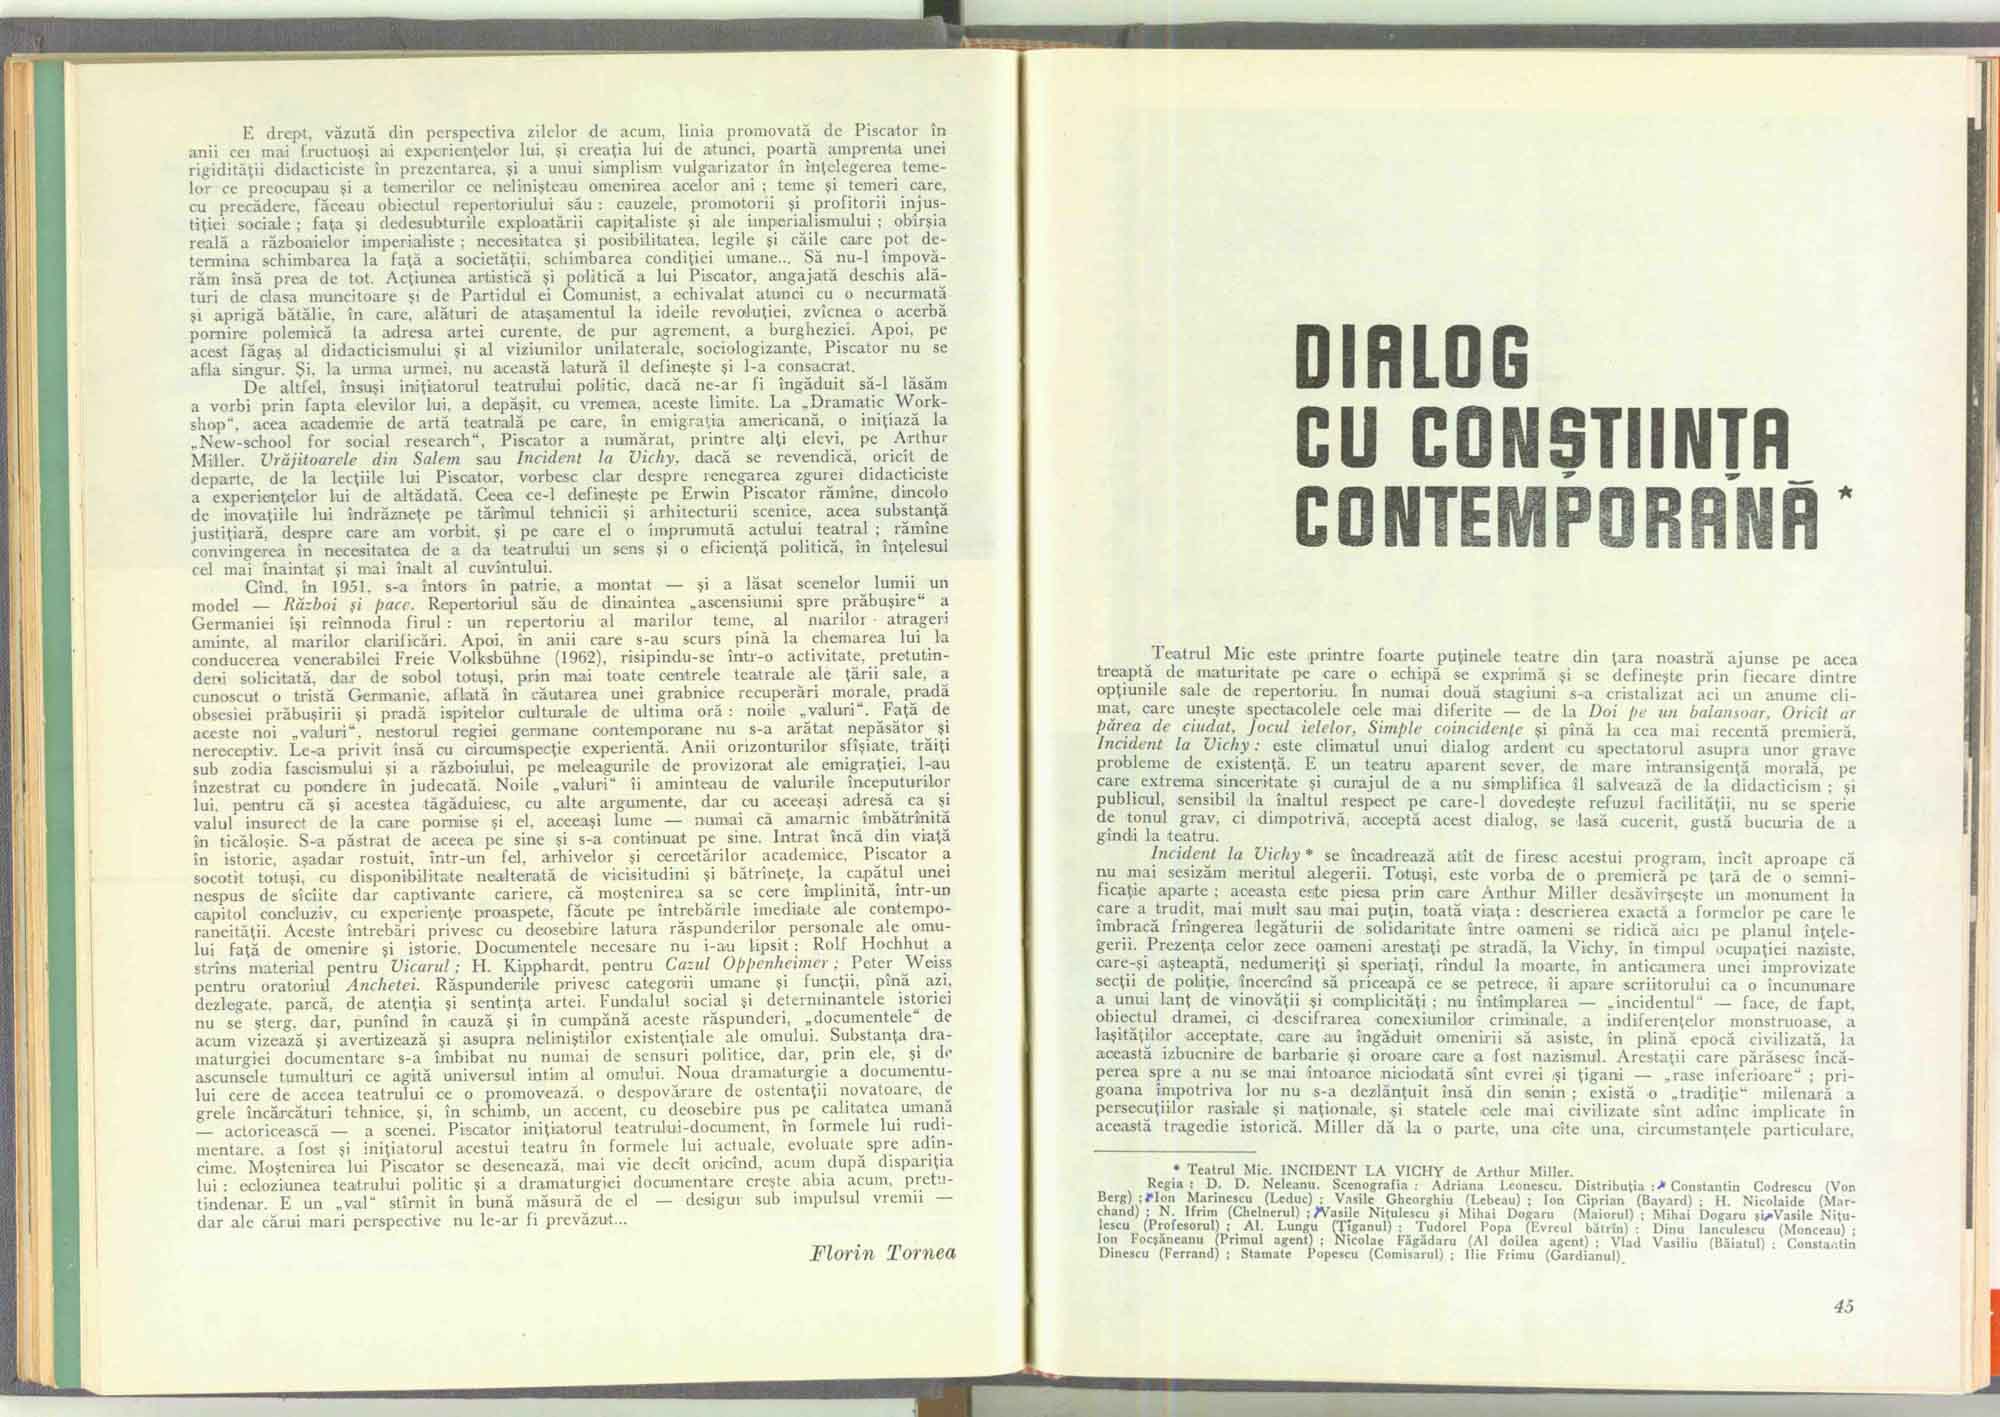 E drept, văzută din perspectiva zilelor de acum, linia promovată de Piscator în
anii cei mai fructuoși ai experiențelor lui, și creația lui de atunci, poartă amprenta unei
rigidității didacticiste în prezentarea, și a unui simplism vulgarizator în înțelegerea teme-
lor ce preocupau și a temerilor ce nelinișteau omenirea acelor ani ; teme și temeri care,
cu precădere, făceau obiectul repertoriului său : cauzele, promotorii și profitorii injus-
tiției sociale ; fața și dedesubturile exploatării capitaliste și ale imperialismului ; obîrșia
reală a războaielor imperialiste ; necesitatea și posibilitatea, legile și căile care pot de-
termina schimbarea la față a societății, schimbarea condiției umane... Să nu-l împovă-
răm însă prea de tot. Acțiunea artistică și politică a lui Piscator, angajată deschis ală-
turi de clasa muncitoare și de Partidul ei Comunist, a echivalat atunci cu o necurmată
și aprigă bătălie, în care, alături de atașamentul la ideile revoluției, zvîcnea o acerbă
pornire polemică la adresa artei curente, de pur agrement, a burgheziei. Apoi, pe
acest făgaș al didacticismului și al viziunilor unilaterale, sociologizante, Piscator nu se
afla singur. Și, la urma urmei, nu această latură îl definește și l-a consacrat.
De altfel, însuși inițiatorul teatrului politic, dacă ne-ar fi îngăduit să-l lăsăm
a vorbi prin fapta elevilor lui, a depășit, cu vremea, aceste limite. La „Dramatic Work-
shop“, acea academie de artă teatrală pe care, în emigrația americană, o inițiază la
„New-school for social research“, Piscator a numărat, printre alți elevi, pe Arthur
Miller. Vrăjitoarele din Salem sau Incident la Vichy, dacă se revendică, oricît de
departe, de la lecțiile lui Piscator, vorbesc clar despre renegarea zgurei didacticiste
a experiențelor lui de altădată. Ceea ce-l definește pe Erwin Piscator rămîne, dincolo
de inovațiile lui îndrăznețe pe tărîmul tehnicii și arhitecturii scenice, acea substanță
justițiară, despre care am vorbit, și pe care el o împrumută actului teatral ; rămîne
convingerea în necesitatea de a da teatrului un sens și o eficiență politică, în înțelesul
cel mai înaintat și mai înalt al cuvîntului.
Cînd, în 1951, s-a întors în patrie, a montat — și a lăsat scenelor lumii un
model — Război și pace. Repertoriul său de dinaintea „ascensiunii spre prăbușire“ a
Germaniei își reînnoda firul : un repertoriu al marilor teme, al marilor atrageri
aminte, al marilor clarificări. Apoi, în anii care s-au scurs pînă la chemarea lui la
conducerea venerabilei Freie Volksbühne (1962), risipindu-se într-o activitate, pretutin-
deni solicitată, dar de sobol totuși, prin mai toate centrele teatrale ale țării sale, a
cunoscut o tristă Germanie, aflată în căutarea unei grabnice recuperări morale, pradă
obsesiei prăbușirii și pradă ispitelor culturale de ultima oră : noile „valuri“. Față de
aceste noi „valuri“, nestorul regiei germane contemporane nu s-a arătat nepăsător și
nereceptiv. Le-a privit însă cu circumspecție experientă. Anii orizonturilor sfîșiate, trăiți
sub zodia fascismului și a războiului, pe meleagurile de provizorat ale emigrației, l-au
înzestrat cu pondere în judecată. Noile „valuri“ îi aminteau de valurile începuturilor
lui, pentru că și acestea tăgăduiesc, cu alte argumente, dar cu aceeași adresă ca și
valul insurect de la care pornise și el, aceeași lume — numai că amarnic îmbătrînită
în ticăloșie. S-a păstrat de aceea pe sine și s-a continuat pe sine. Intrat încă din viață
în istorie, așadar rostuit, într-un fel, arhivelor și cercetărilor academice, Piscator a
socotit totuși, cu disponibilitate nealterată de vicisitudini și bătrînețe, la capătul unei
nespus de sîcîite dar captivante cariere, că moștenirea sa se cere împlinită, într-un
capitol concluziv, cu experiențe proaspete, făcute pe întrebările imediate ale contempo-
raneității. Aceste întrebări privesc cu deosebire latura răspunderilor personale ale omu-
lui față de omenire și istorie. Documentele necesare nu i-au lipsit : Rolf Hochhut a
strîns material pentru Vicarul ; H. Kipphardt, pentru Cazul Oppenheimer ; Peter Weiss
pentru oratoriul Anchetei. Răspunderile privesc categorii umane și funcții, pînă azi,
dezlegate, parcă, de atenția și sentința artei. Fundalul social și determinantele istoriei
nu se șterg, dar, punînd în cauză și în cumpănă aceste răspunderi, „documentele“ de
acum vizează și avertizează și asupra neliniștilor existențiale ale omului. Substanța dra-
maturgiei documentare s-a îmbibat nu numai de sensuri politice, dar, prin ele, și de
ascunsele tumulturi ce agită universul intim al omului. Noua dramaturgie a documentu-
lui cere de aceea teatrului ce o promovează, o despovărare de ostentații novatoare, de
grele încărcături tehnice, și, în schimb, un accent, cu deosebire pus pe calitatea umană
— actoricească — a scenei. Piscator inițiatorul teatrului-document, în formele lui rudi-
mentare, a fost și inițiatorul acestui teatru în formele lui actuale, evoluate spre adîn-
cime. Moștenirea lui Piscator se desenează, mai vie decît oricînd, acum după dispariția
lui : ecloziunea teatrului politic și a dramaturgiei documentare crește abia acum, pretu-
tindenar. E un „val“ stîrnit în bună măsură de el — desigur sub impulsul vremii —
dar ale cărui mari perspective nu le-ar fi prevăzut...
Florin Tornea
DIALOG
CU CONȘTIINȚA
CONTEMPORANĂ *
Teatrul Mic este printre foarte puținele teatre din țara noastră ajunse pe acea
treaptă de maturitate pe care o echipă se exprimă și se definește prin fiecare dintre
opțiunile sale de repertoriu. În numai două stagiuni s-a cristalizat aci un anume cli-
mat, care unește spectacolele cele mai diferite — de la Doi pe un balansoar, Oricît ar
părea de ciudat, Jocul ielelor, Simple coincidențe și pînă la cea mai recentă premieră,
Incident la Vichy : este climatul unui dialog ardent cu spectatorul asupra unor grave
probleme de existență. E un teatru aparent sever, de mare intransigență morală, pe
care extrema sinceritate și curajul de a nu simplifica îl salvează de la didacticism ; și
publicul, sensibil la înaltul respect pe care-l dovedește refuzul facilității, nu se sperie
de tonul grav, ci dimpotrivă, acceptă acest dialog, se lasă cucerit, gustă bucuria de a
gîndi la teatru.
Incident la Vichy * se încadrează atît de firesc acestui program, încît aproape că
nu mai sesizăm meritul alegerii. Totuși, este vorba de o premieră pe țară de o semni-
ficație aparte ; aceasta este piesa prin care Arthur Miller desăvîrșește un monument la
care a trudit, mai mult sau mai puțin, toată viața : descrierea exactă a formelor pe care le
îmbracă frîngerea legăturii de solidaritate între oameni se ridică aici pe planul înțele-
gerii. Prezența celor zece oameni arestați pe stradă, la Vichy, în timpul ocupației naziste,
care-și așteaptă, nedumeriți și speriați, rîndul la moarte, în anticamera unei improvizate
secții de poliție, încercînd să priceapă ce se petrece, îi apare scriitorului ca o încununare
a unui lanț de vinovății și complicități ; nu întîmplarea — „incidentul“ — face, de fapt,
obiectul dramei, ci descifrarea conexiunilor criminale, a indiferențelor monstruoase, a
lașităților acceptate, care au îngăduit omenirii să asiste, în plină epocă civilizată, la
această izbucnire de barbarie și oroare care a fost nazismul. Arestații care părăsesc încă-
perea spre a nu se mai întoarce niciodată sînt evrei și țigani — „rase inferioare“ ; pri-
goana împotriva lor nu s-a dezlănțuit însă din senin ; există o „tradiție“ milenară a
persecuțiilor rasiale și naționale, și statele cele mai civilizate sînt adînc implicate în
această tragedie istorică. Miller dă la o parte, una cîte una, circumstanțele particulare,
* Teatrul Mic. INCIDENT LA VICHY de Arthur Miller.
Regia : D. D. Neleanu. Scenografia : Adriana Leonescu. Distribuția : Constantin Codrescu (Von
Berg) ; Ion Marinescu (Leduc) ; Vasile Gheorghiu (Lebeau) ; Ion Ciprian (Bayard) ; H. Nicolaide (Mar-
chand) ; N. Ifrim (Chelnerul) ; Vasile Nițulescu și Mihai Dogaru (Maiorul) ; Mihai Dogaru și Vasile Nițu-
lescu (Profesorul) ; Al. Lungu (Țiganul) ; Tudorel Popa (Evreul bătrîn) ; Dinu Ianculescu (Monceau) ;
Ion Focșăneanu (Primul agent) ; Nicolae Făgădaru (Al doilea agent) ; Vlad Vasiliu (Băiatul) ; Constantin
Dinescu (Ferrand) ; Stamate Popescu (Comisarul) ; Ilie Frimu (Gardianul).
45